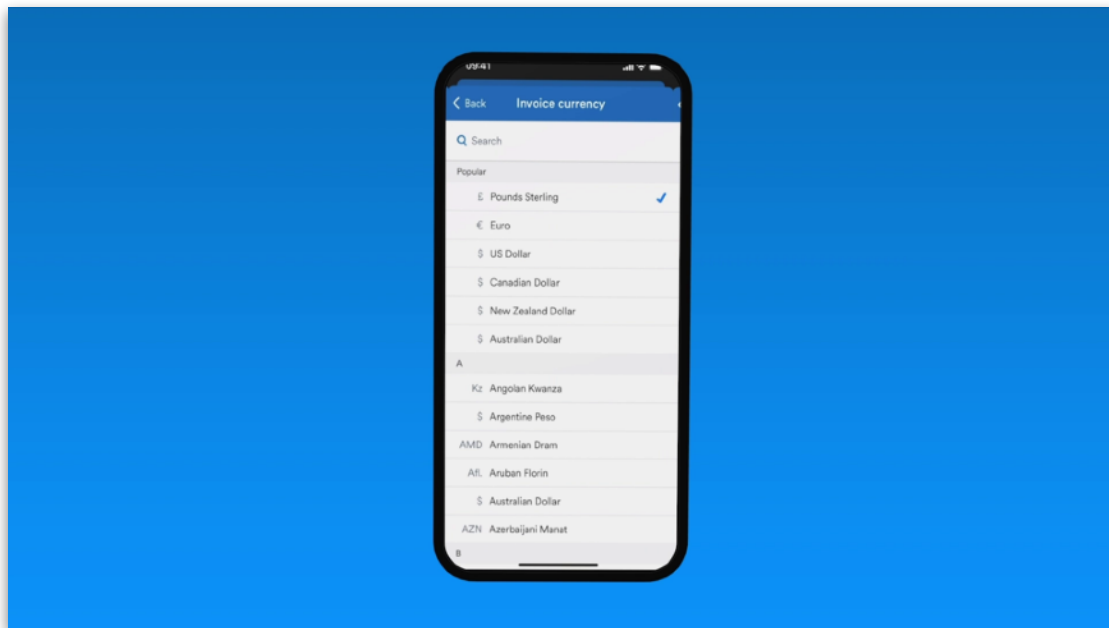 09:41
Back Invoice currency
Search
Popular
£ Pounds Sterling
€ Euro
$ US Dollar
$ Canadian Dollar
$ New Zealand Dollar
$ Australian Dollar
A
Kz Angolan Kwanza
$ Argentine Peso
AMD Armenian Dram
Afl. Aruban Florin
$ Australian Dollar
AZN Azerbaijani Manat
B